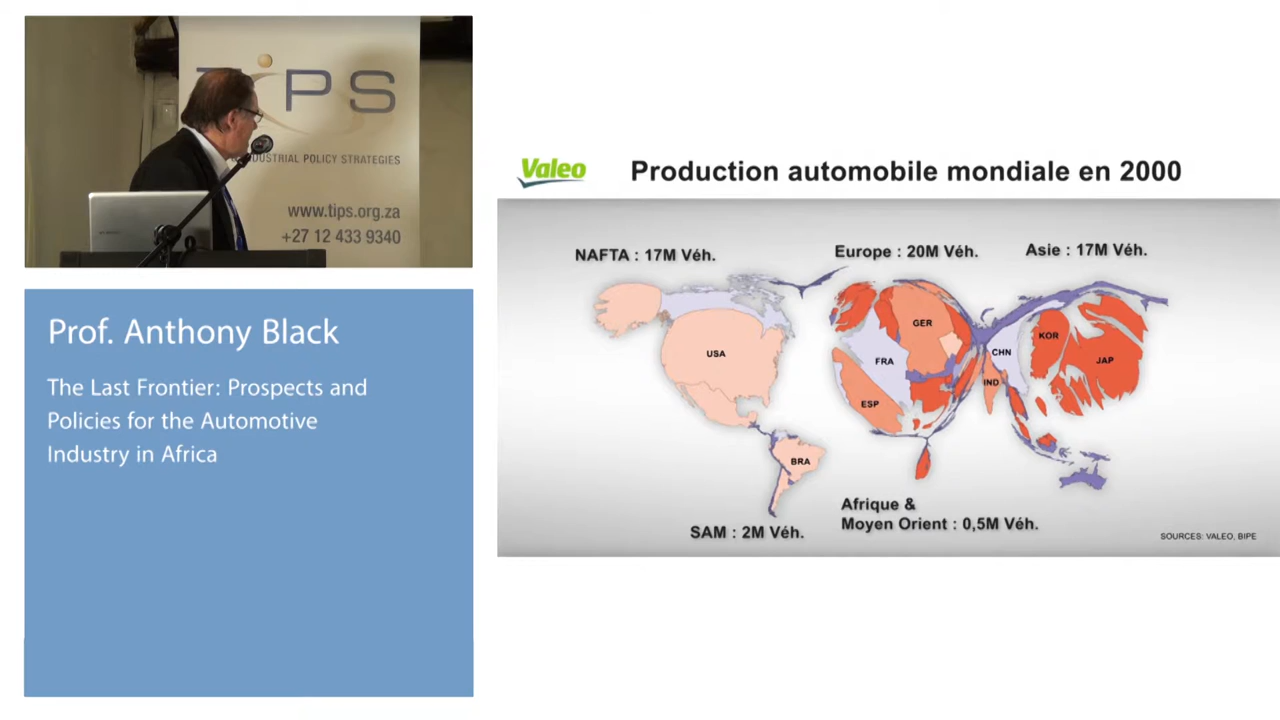 PS
INDUSTRIAL POLICY STRATEGIES
www.tips.org.za
+27 12 433 9340
Prof. Anthony Black
The Last Frontier: Prospects and
Policies for the Automotive
Industry in Africa
Valeo
Production automobile mondiale en 2000
NAFTA : 17M Véh.
Europe : 20M Véh.
Asie : 17M Véh.
USA
GER
FRA
ESP
CHN
IND
KOR
JAP
BRA
SAM : 2M Véh.
Afrique &
Moyen Orient : 0,5M Véh.
SOURCES: VALEO, BIPE